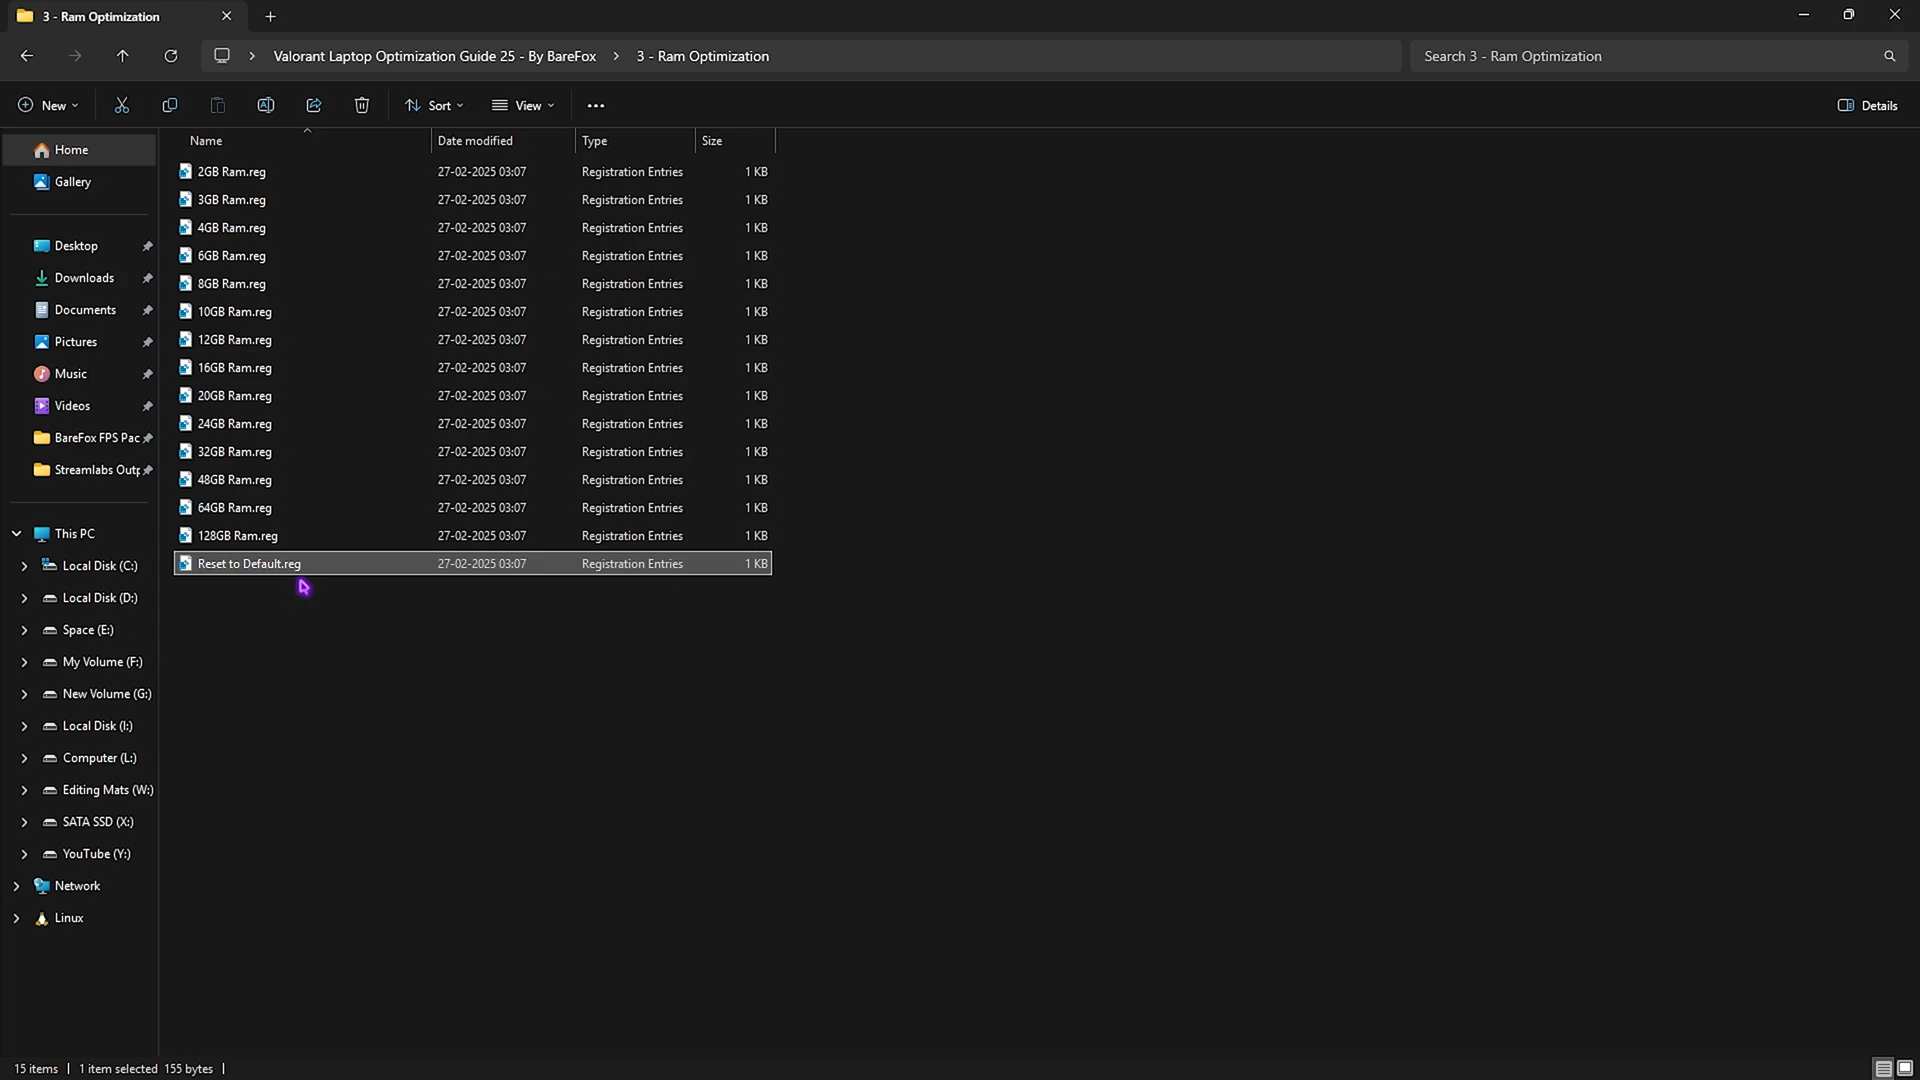 3 - Ram Optimization
Valorant Laptop Optimization Guide 25 - By BareFox > 3 - Ram Optimization
Search 3 - Ram Optimization
New
Sort
View
Details
Name Date modified Type Size
Home
Gallery
Desktop
Downloads
Documents
Pictures
Music
Videos
BareFox FPS Pac
Streamlabs Outp
This PC
Local Disk (C:)
Local Disk (D:)
Space (E:)
My Volume (F:)
New Volume (G:)
Local Disk (I:)
Computer (L:)
Editing Mats (W:)
SATA SSD (X:)
YouTube (Y:)
Network
Linux
2GB Ram.reg 27-02-2025 03:07 Registration Entries 1 KB
3GB Ram.reg 27-02-2025 03:07 Registration Entries 1 KB
4GB Ram.reg 27-02-2025 03:07 Registration Entries 1 KB
6GB Ram.reg 27-02-2025 03:07 Registration Entries 1 KB
8GB Ram.reg 27-02-2025 03:07 Registration Entries 1 KB
10GB Ram.reg 27-02-2025 03:07 Registration Entries 1 KB
12GB Ram.reg 27-02-2025 03:07 Registration Entries 1 KB
16GB Ram.reg 27-02-2025 03:07 Registration Entries 1 KB
20GB Ram.reg 27-02-2025 03:07 Registration Entries 1 KB
24GB Ram.reg 27-02-2025 03:07 Registration Entries 1 KB
32GB Ram.reg 27-02-2025 03:07 Registration Entries 1 KB
48GB Ram.reg 27-02-2025 03:07 Registration Entries 1 KB
64GB Ram.reg 27-02-2025 03:07 Registration Entries 1 KB
128GB Ram.reg 27-02-2025 03:07 Registration Entries 1 KB
Reset to Default.reg 27-02-2025 03:07 Registration Entries 1 KB
15 items | 1 item selected 155 bytes |